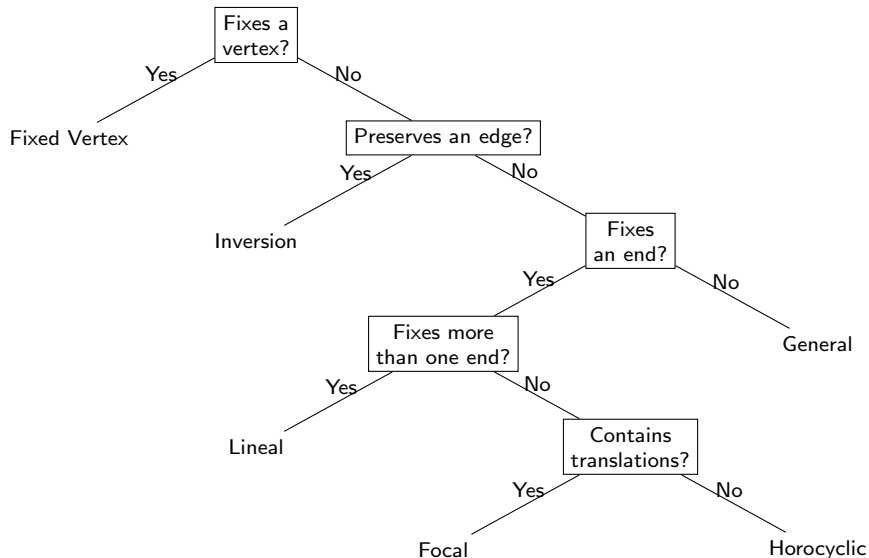 Fixes a
vertex?
Yes
No
Fixed Vertex
Preserves an edge?
Yes
No
Inversion
Fixes
an end?
Yes
No
Fixes more
than one end?
General
Yes
No
Lineal
Contains
translations?
Yes
No
Focal
Horocyclic